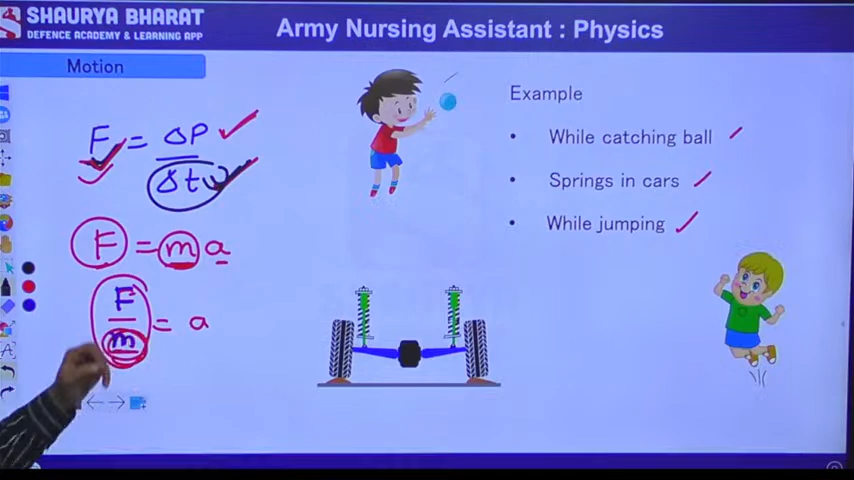 SHAURYA BHARAT
DEFENCE ACADEMY & LEARNING APP
Army Nursing Assistant : Physics
Motion
F = ΔP
Δt
F = m a
F
m = a
Example
• While catching ball
• Springs in cars
• While jumping